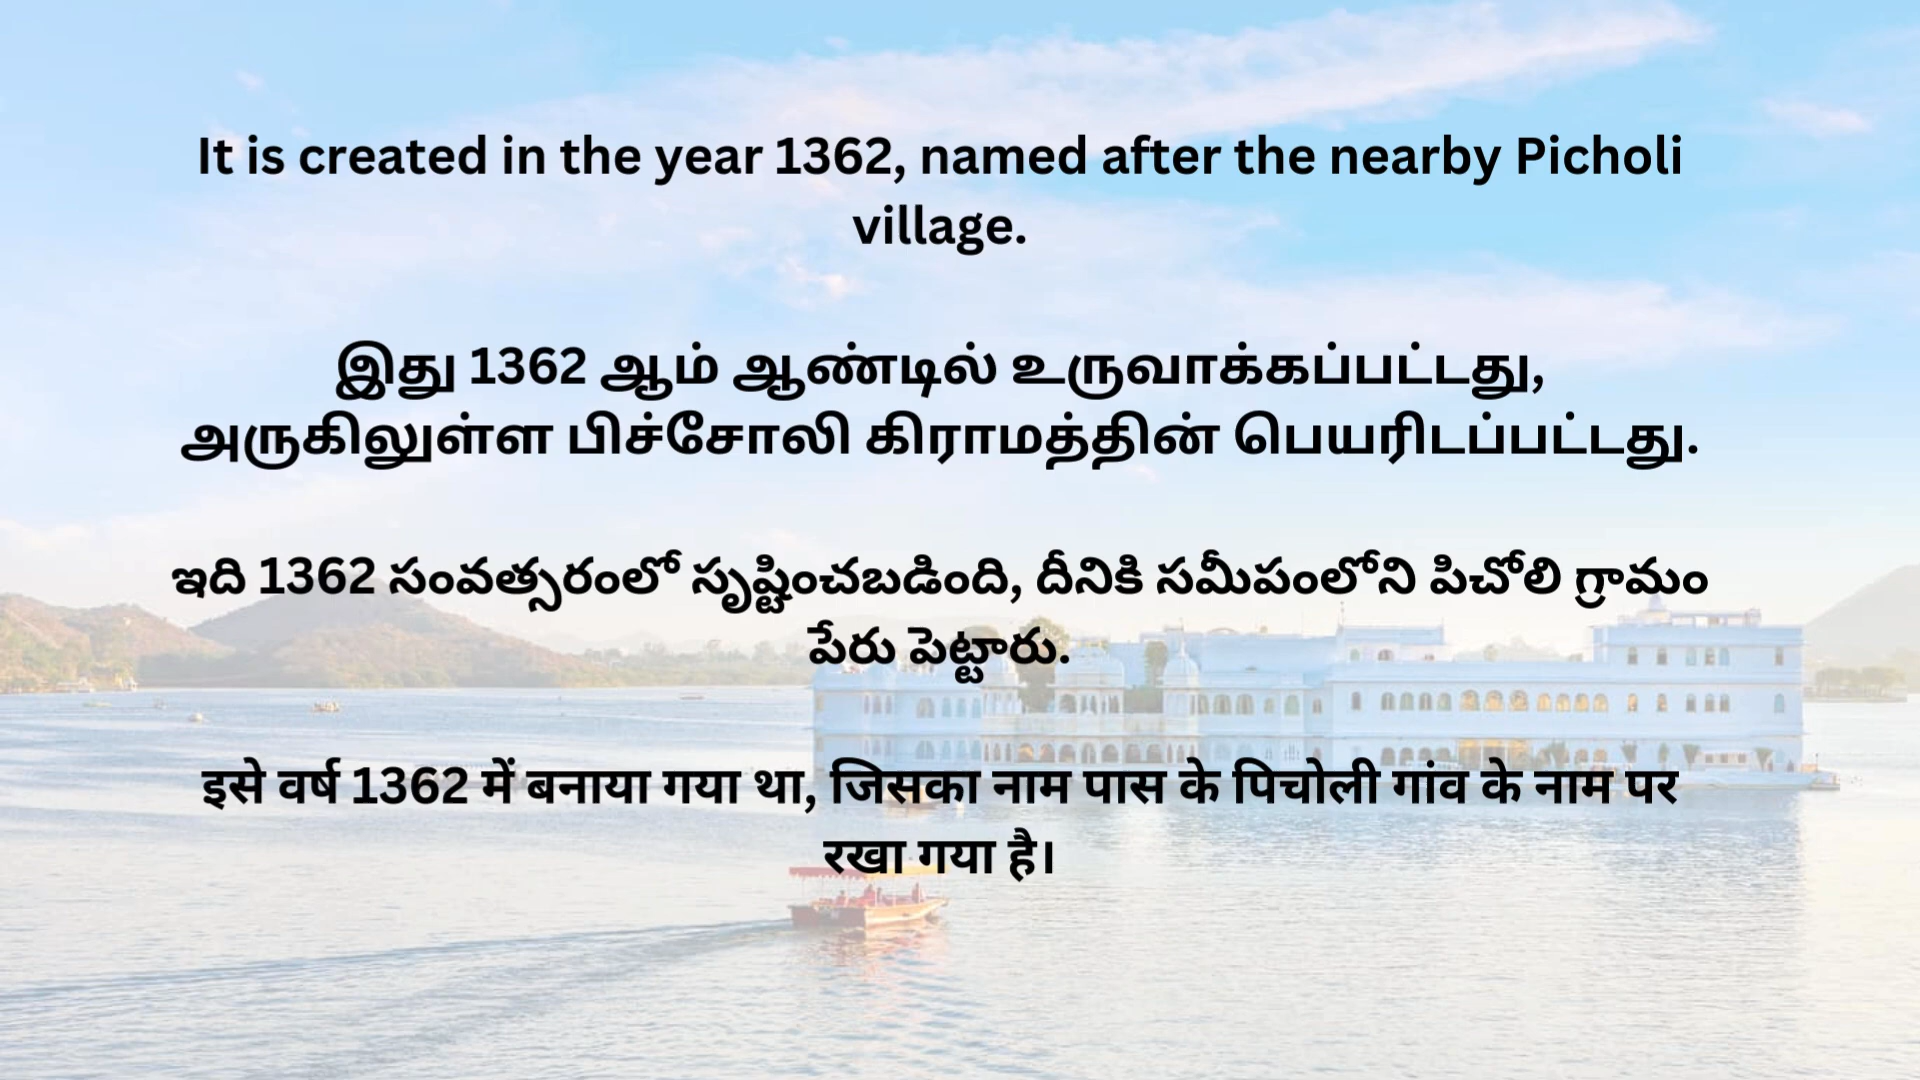 It is created in the year 1362, named after the nearby Picholi
village.
இது 1362 ஆம் ஆண்டில் உருவாக்கப்பட்டது,
அருகிலுள்ள பிச்சோலி கிராமத்தின் பெயரிடப்பட்டது.
ఇది 1362 సంవత్సరంలో సృష్టించబడింది, దీనికి సమీపంలోని పిచోలి గ్రామం
పేరు పెట్టారు.
इसे वर्ष 1362 में बनाया गया था, जिसका नाम पास के पिचोली गांव के नाम पर
रखा गया है।